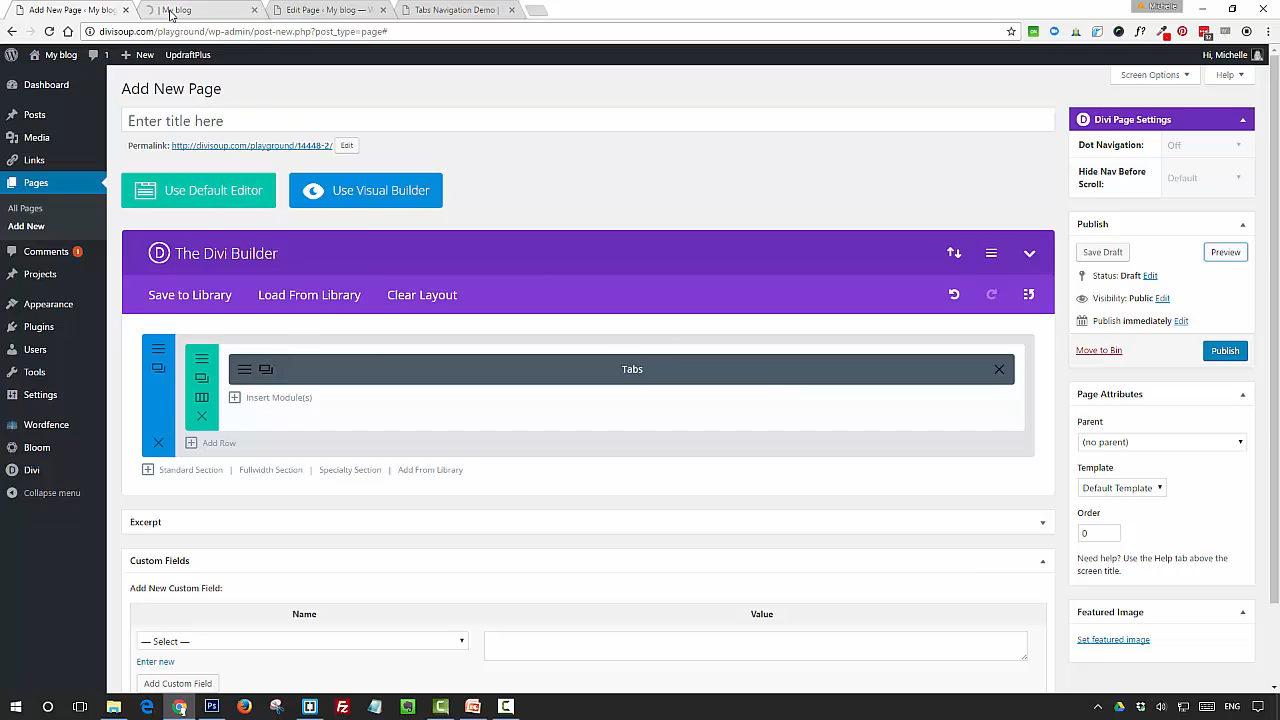 Add New Page ‹ My blog
| My blog
Edit Page ‹ My blog — W
Tabs Navigation Demo |
Michelle
divisoup.com/playground/wp-admin/post-new.php?post_type=page#
My blog
1
New
UpdraftPlus
Hi, Michelle
Dashboard
Posts
Media
Links
Pages
All Pages
Add New
Comments 1
Projects
Appearance
Plugins
Users
Tools
Settings
Wordfence
Bloom
Divi
Collapse menu
Screen Options
Help
Add New Page
Enter title here
Permalink: http://divisoup.com/playground/14448-2/ Edit
Use Default Editor
Use Visual Builder
D The Divi Builder
Save to Library
Load From Library
Clear Layout
Tabs
Insert Module(s)
Add Row
Standard Section | Fullwidth Section | Specialty Section | Add From Library
Excerpt
Custom Fields
Add New Custom Field:
Name
Value
— Select —
Enter new
Add Custom Field
D Divi Page Settings
Dot Navigation: Off
Hide Nav Before Scroll: Default
Publish
Save Draft
Preview
Status: Draft Edit
Visibility: Public Edit
Publish immediately Edit
Move to Bin
Publish
Page Attributes
Parent
(no parent)
Template
Default Template
Order
0
Need help? Use the Help tab above the
screen title.
Featured Image
Set featured image
ENG